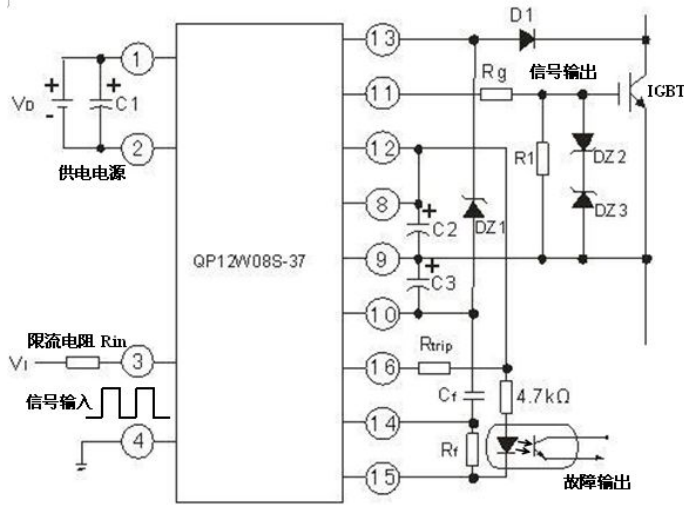 D1
13
1
Rg
信号输出
11
IGBT
VD
C1
R1
12
DZ2
2
供电电源
8
DZ3
C2
DZ1
QP12W08S-37
9
C3
10
限流电阻 Rin
Rtrip
VI
3
16
Cf
4.7kΩ
信号输入
14
4
Rf
15
故障输出